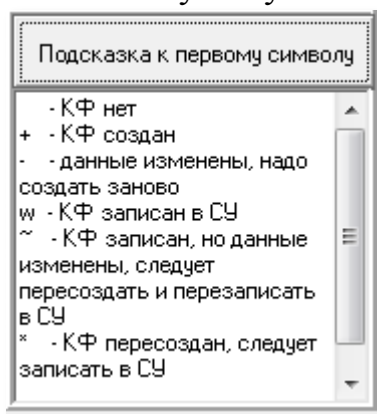 Подсказка к первому символу
- КФ нет
+ - КФ создан
- - данные изменены, надо
создать заново
w - КФ записан в СУ
~ - КФ записан, но данные
изменены, следует
пересоздать и перезаписать
в СУ
* - КФ пересоздан, следует
записать в СУ